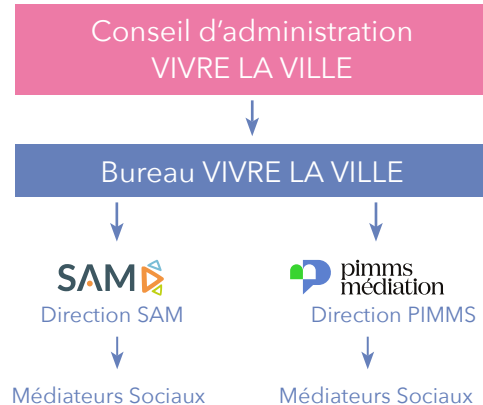 Conseil d’administration
VIVRE LA VILLE
Bureau VIVRE LA VILLE
SAM
pimms
médiation
Direction SAM
Direction PIMMS
Médiateurs Sociaux
Médiateurs Sociaux